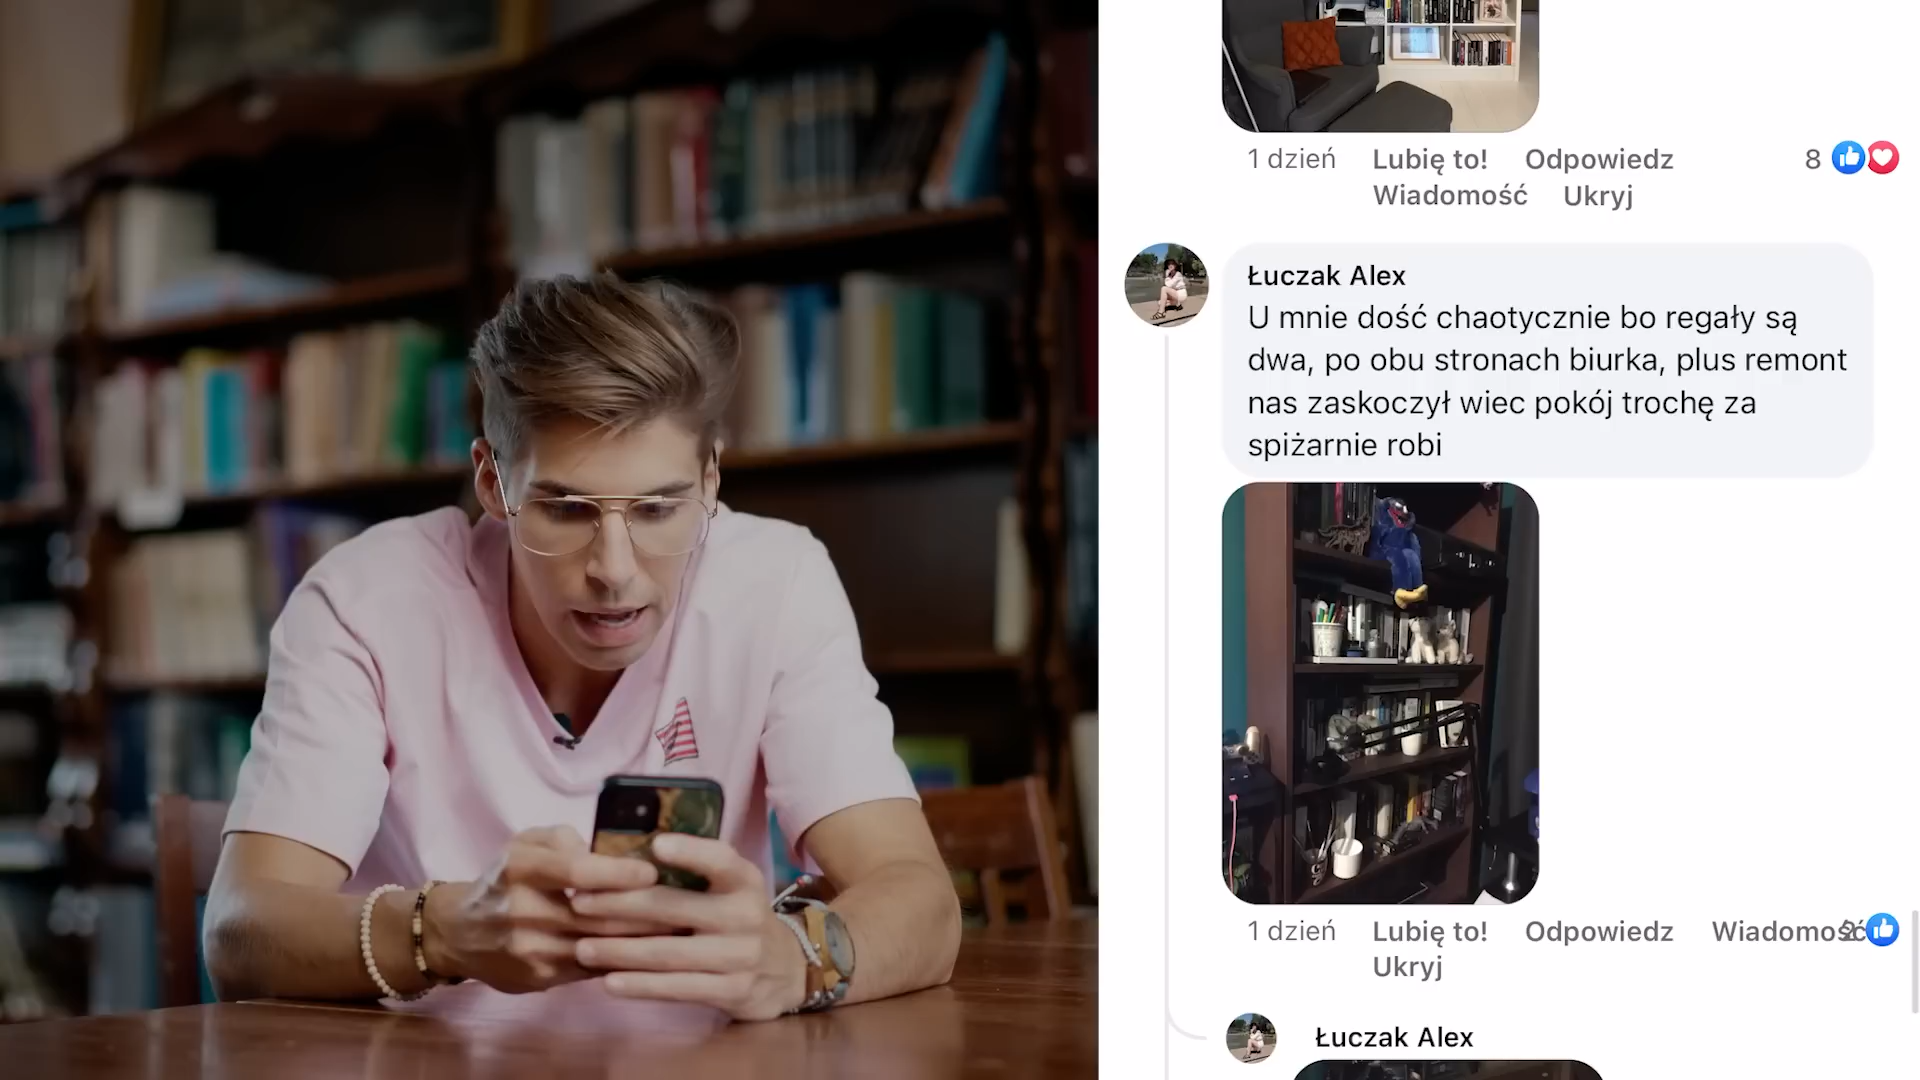 1 dzień Lubię to! Odpowiedz 8
Wiadomość Ukryj
Łuczak Alex
U mnie dość chaotycznie bo regały są
dwa, po obu stronach biurka, plus remont
nas zaskoczył wiec pokój trochę za
spiżarnie robi
1 dzień Lubię to! Odpowiedz Wiadomość 2
Ukryj
Łuczak Alex